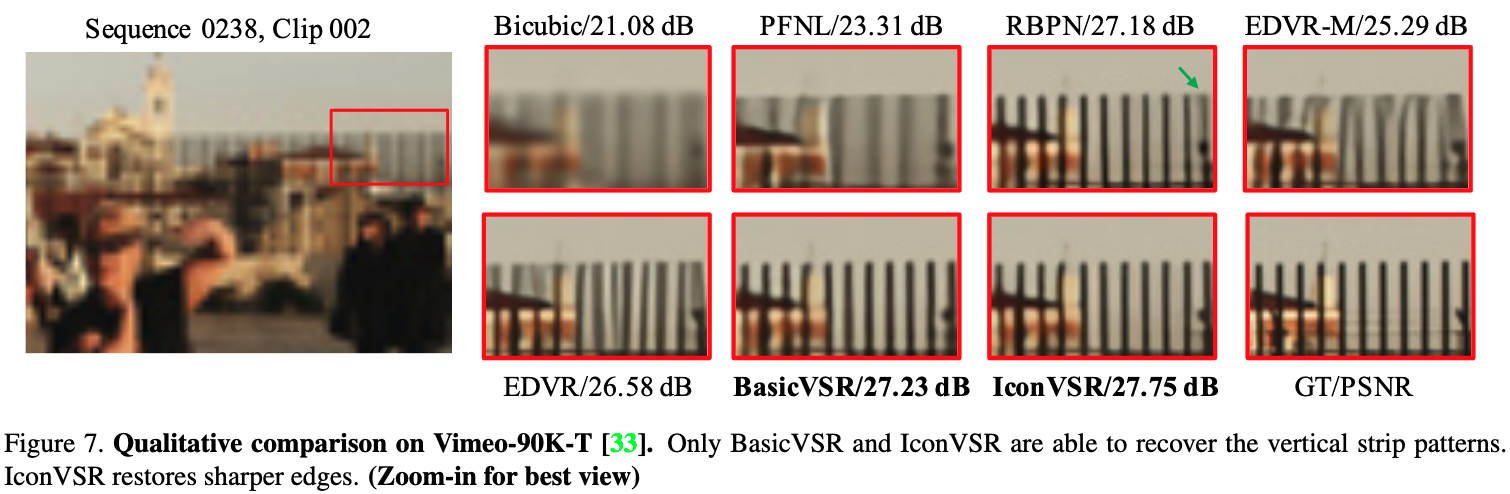 Sequence 0238, Clip 002
Bicubic/21.08 dB
PFNL/23.31 dB
RBPN/27.18 dB
EDVR-M/25.29 dB
EDVR/26.58 dB
BasicVSR/27.23 dB
IconVSR/27.75 dB
GT/PSNR
Figure 7. Qualitative comparison on Vimeo-90K-T [33]. Only BasicVSR and IconVSR are able to recover the vertical strip patterns.
IconVSR restores sharper edges. (Zoom-in for best view)